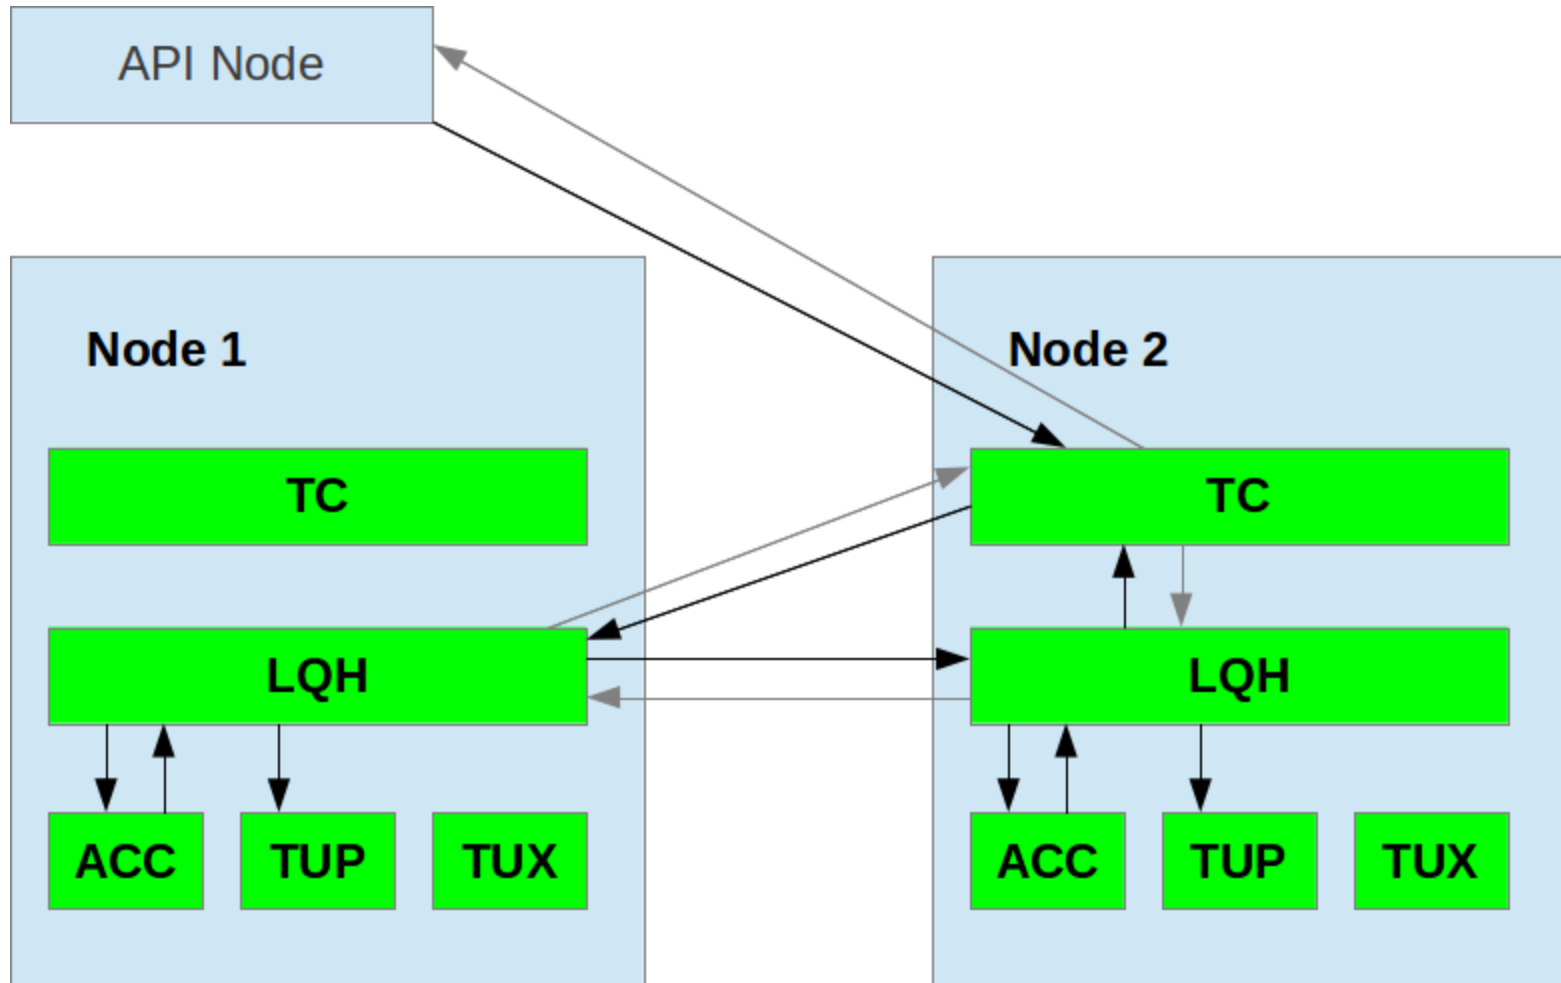 API Node
Node 1
Node 2
TC
TC
LQH
LQH
ACC
TUP
TUX
ACC
TUP
TUX